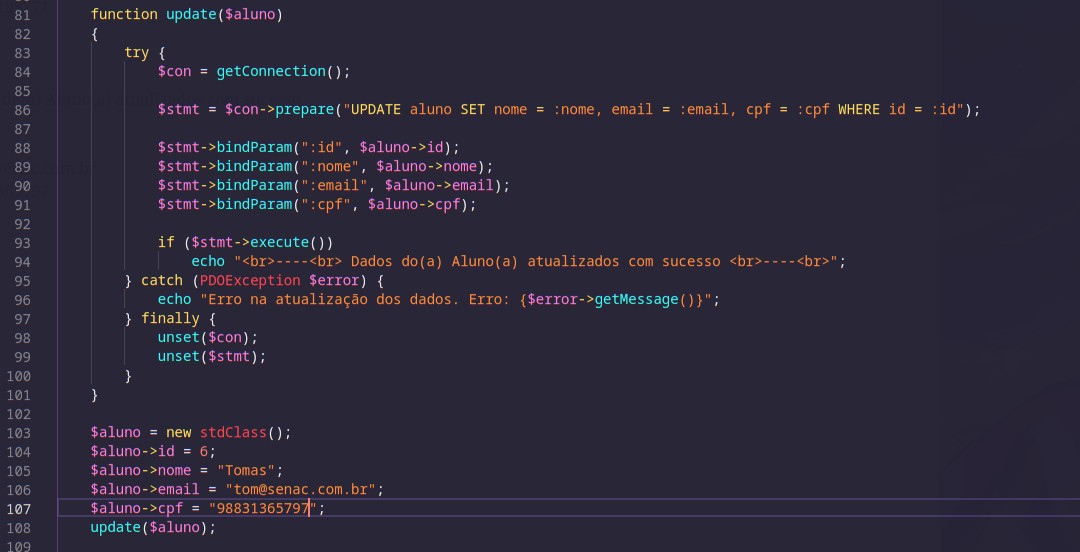 81 function update($aluno)
82 {
83 try {
84 $con = getConnection();
85
86 $stmt = $con->prepare("UPDATE aluno SET nome = :nome, email = :email, cpf = :cpf WHERE id = :id");
87
88 $stmt->bindParam(":id", $aluno->id);
89 $stmt->bindParam(":nome", $aluno->nome);
90 $stmt->bindParam(":email", $aluno->email);
91 $stmt->bindParam(":cpf", $aluno->cpf);
92
93 if ($stmt->execute())
94 echo "<br>----<br> Dados do(a) Aluno(a) atualizados com sucesso <br>----<br>";
95 } catch (PDOException $error) {
96 echo "Erro na atualização dos dados. Erro: {$error->getMessage()}";
97 } finally {
98 unset($con);
99 unset($stmt);
100 }
101 }
102
103 $aluno = new stdClass();
104 $aluno->id = 6;
105 $aluno->nome = "Tomas";
106 $aluno->email = "tom@senac.com.br";
107 $aluno->cpf = "98831365797";
108 update($aluno);
109